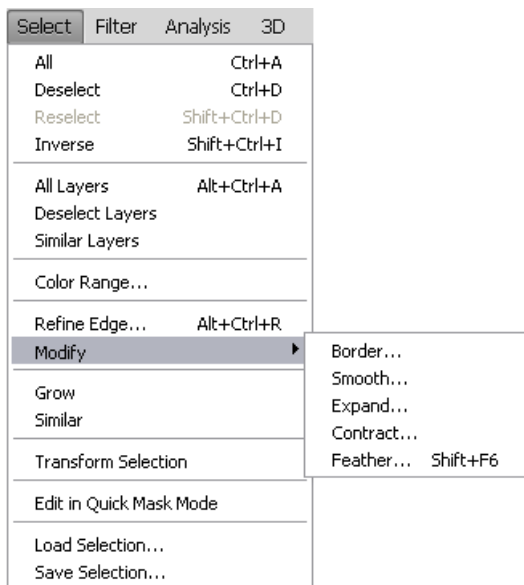 Select Filter Analysis 3D
All Ctrl+A
Deselect Ctrl+D
Reselect Shift+Ctrl+D
Inverse Shift+Ctrl+I
All Layers Alt+Ctrl+A
Deselect Layers
Similar Layers
Color Range...
Refine Edge... Alt+Ctrl+R
Modify
Border...
Smooth...
Expand...
Contract...
Feather... Shift+F6
Grow
Similar
Transform Selection
Edit in Quick Mask Mode
Load Selection...
Save Selection...